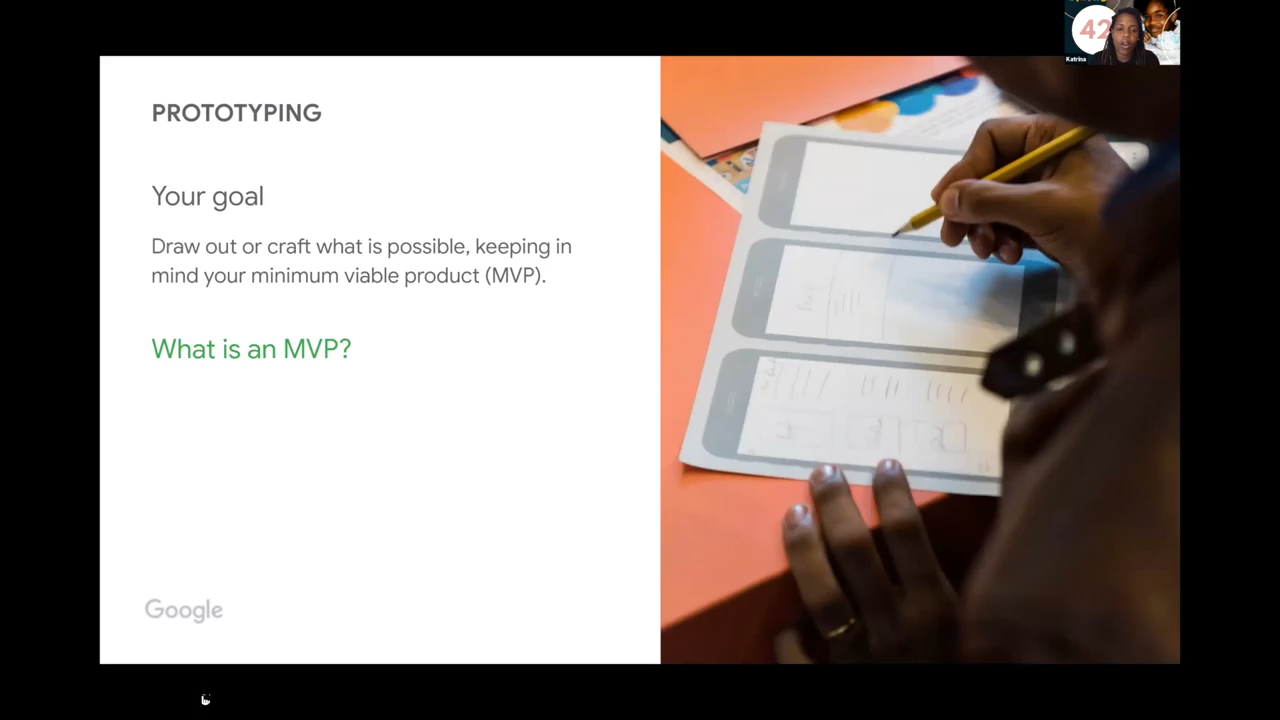 42
Katrina
PROTOTYPING
Your goal
Draw out or craft what is possible, keeping in
mind your minimum viable product (MVP).
What is an MVP?
Google